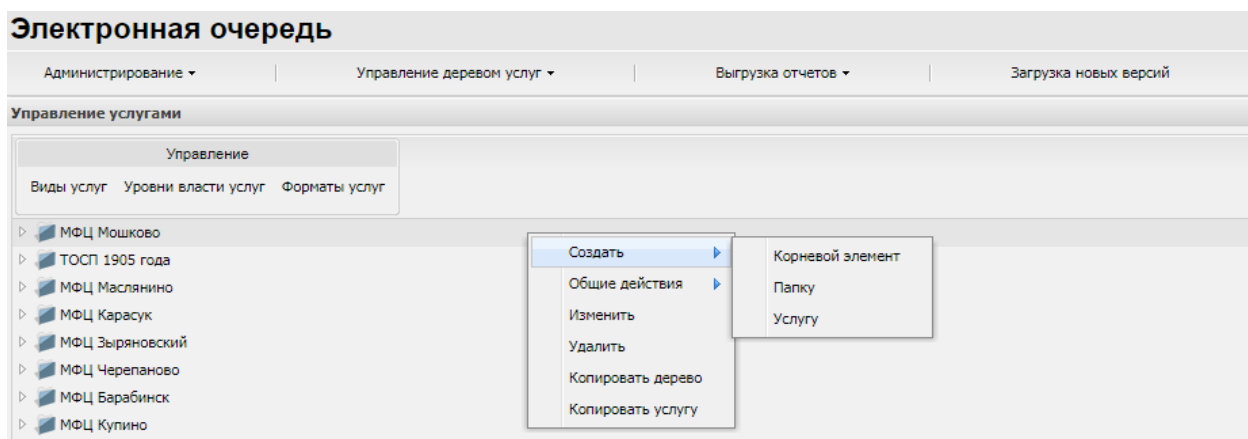 Электронная очередь
Администрирование Управление деревом услуг Выгрузка отчетов Загрузка новых версий
Управление услугами
Управление
Виды услуг Уровни власти услуг Форматы услуг
МФЦ Мошково
ТОСП 1905 года
МФЦ Маслянино
МФЦ Карасук
МФЦ Зыряновский
МФЦ Черепаново
МФЦ Барабинск
МФЦ Купино
Создать
Общие действия
Изменить
Удалить
Копировать дерево
Копировать услугу
Корневой элемент
Папку
Услугу